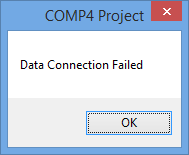 COMP4 Project
Data Connection Failed
OK